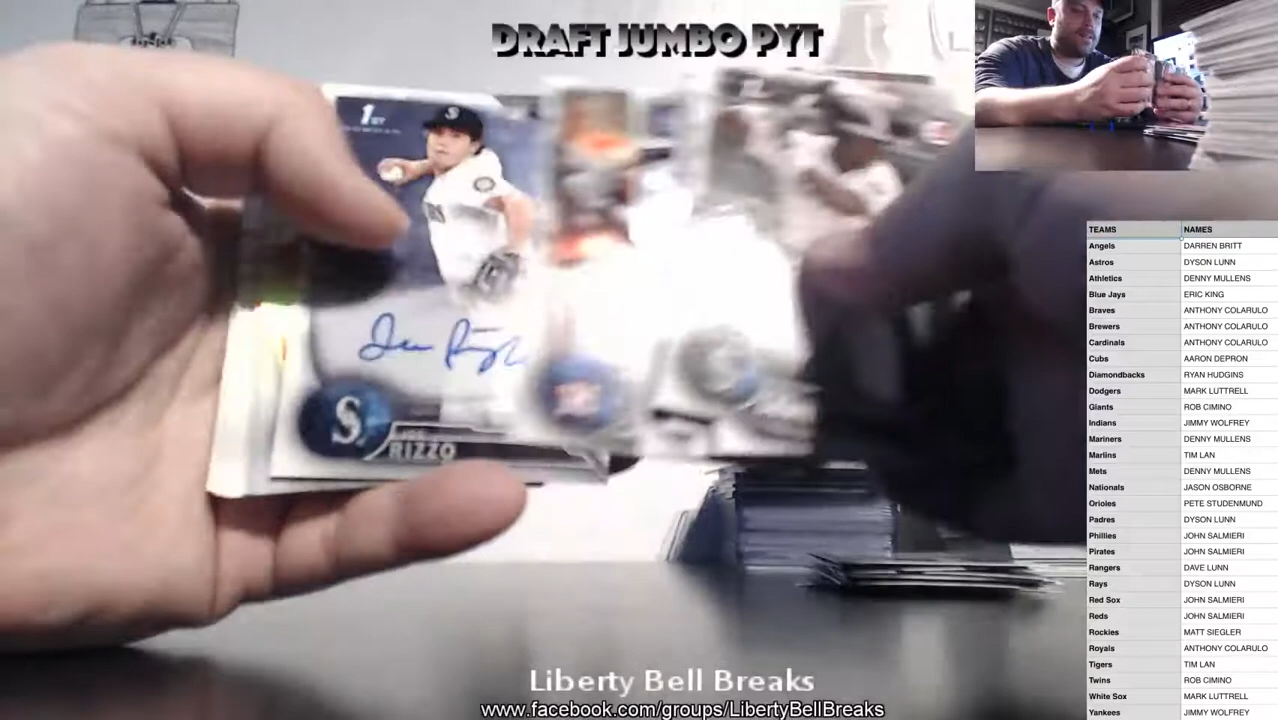 DRAFT JUMBO PYT
1ST
RIZZO
TEAMS NAMES
Angels DARREN BRITT
Astros DYSON LUNN
Athletics DENNY MULLENS
Blue Jays ERIC KING
Braves ANTHONY COLARULO
Brewers ANTHONY COLARULO
Cardinals ANTHONY COLARULO
Cubs AARON DEPRON
Diamondbacks RYAN HUDGINS
Dodgers MARK LUTTRELL
Giants ROB CIMINO
Indians JIMMY WOLFREY
Mariners DENNY MULLENS
Marlins TIM LAN
Mets DENNY MULLENS
Nationals JASON OSBORNE
Orioles PETE STUDENMUND
Padres DYSON LUNN
Phillies JOHN SALMIERI
Pirates JOHN SALMIERI
Rangers DAVE LUNN
Rays DYSON LUNN
Red Sox JOHN SALMIERI
Reds JOHN SALMIERI
Rockies MATT SIEGLER
Royals ANTHONY COLARULO
Tigers TIM LAN
Twins ROB CIMINO
White Sox MARK LUTTRELL
Yankees JIMMY WOLFREY
Liberty Bell Breaks
www.facebook.com/groups/LibertyBellBreaks